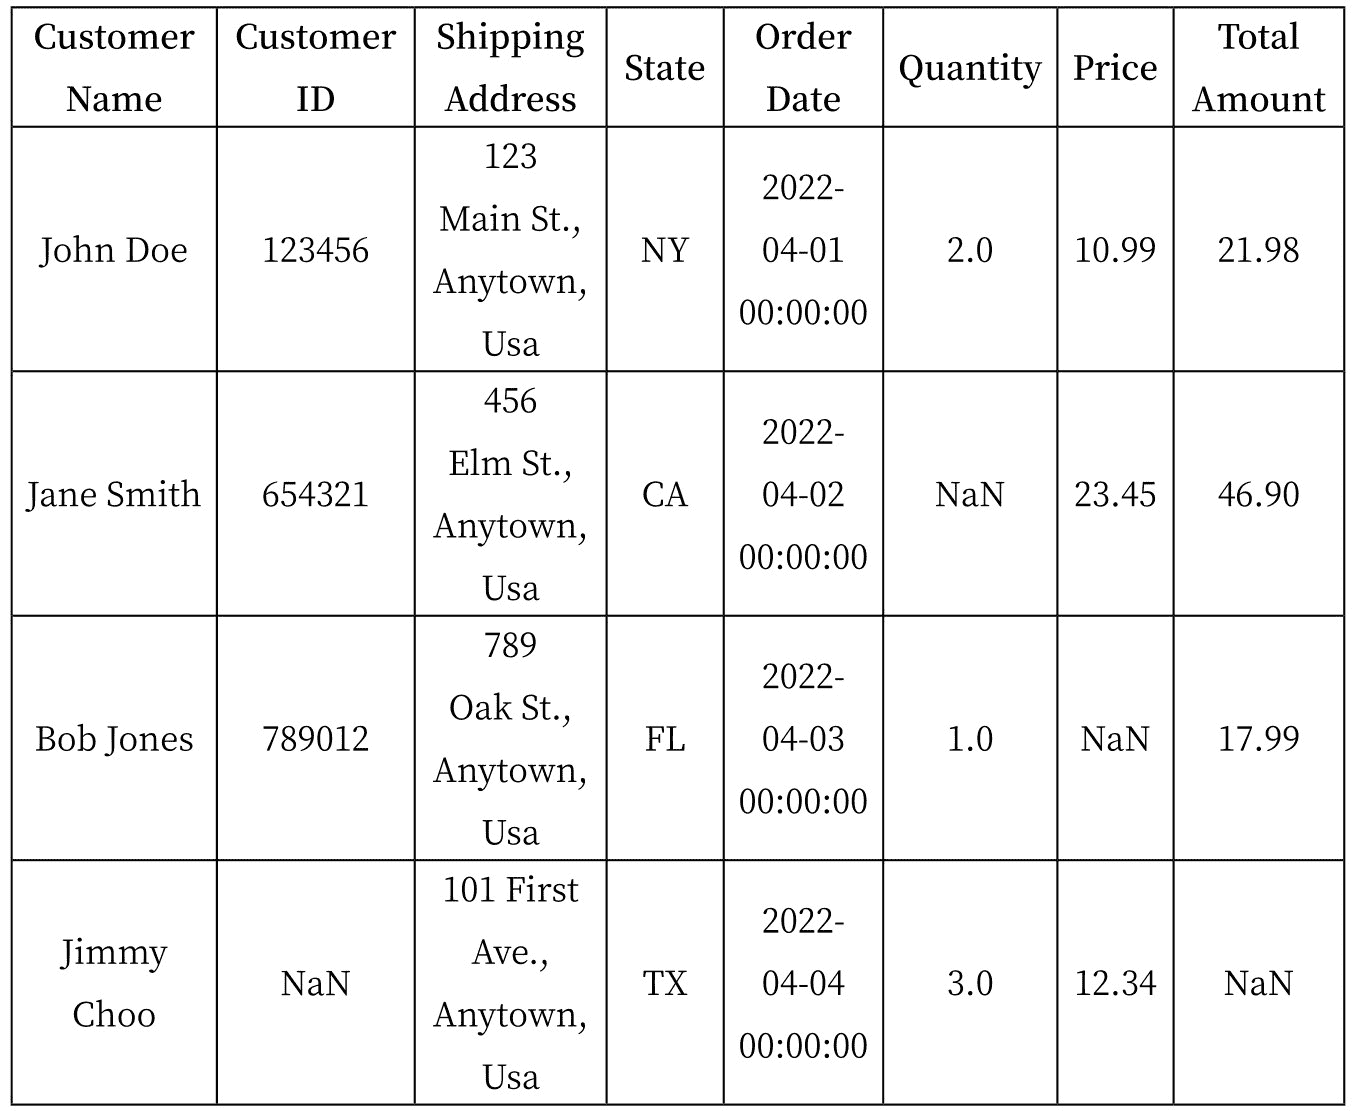 Customer Name
Customer ID
Shipping Address
State
Order Date
Quantity
Price
Total Amount
John Doe
123456
123
Main St.,
Anytown,
Usa
NY
2022-
04-01
00:00:00
2.0
10.99
21.98
Jane Smith
654321
456
Elm St.,
Anytown,
Usa
CA
2022-
04-02
00:00:00
NaN
23.45
46.90
Bob Jones
789012
789
Oak St.,
Anytown,
Usa
FL
2022-
04-03
00:00:00
1.0
NaN
17.99
Jimmy
Choo
NaN
101 First
Ave.,
Anytown,
Usa
TX
2022-
04-04
00:00:00
3.0
12.34
NaN